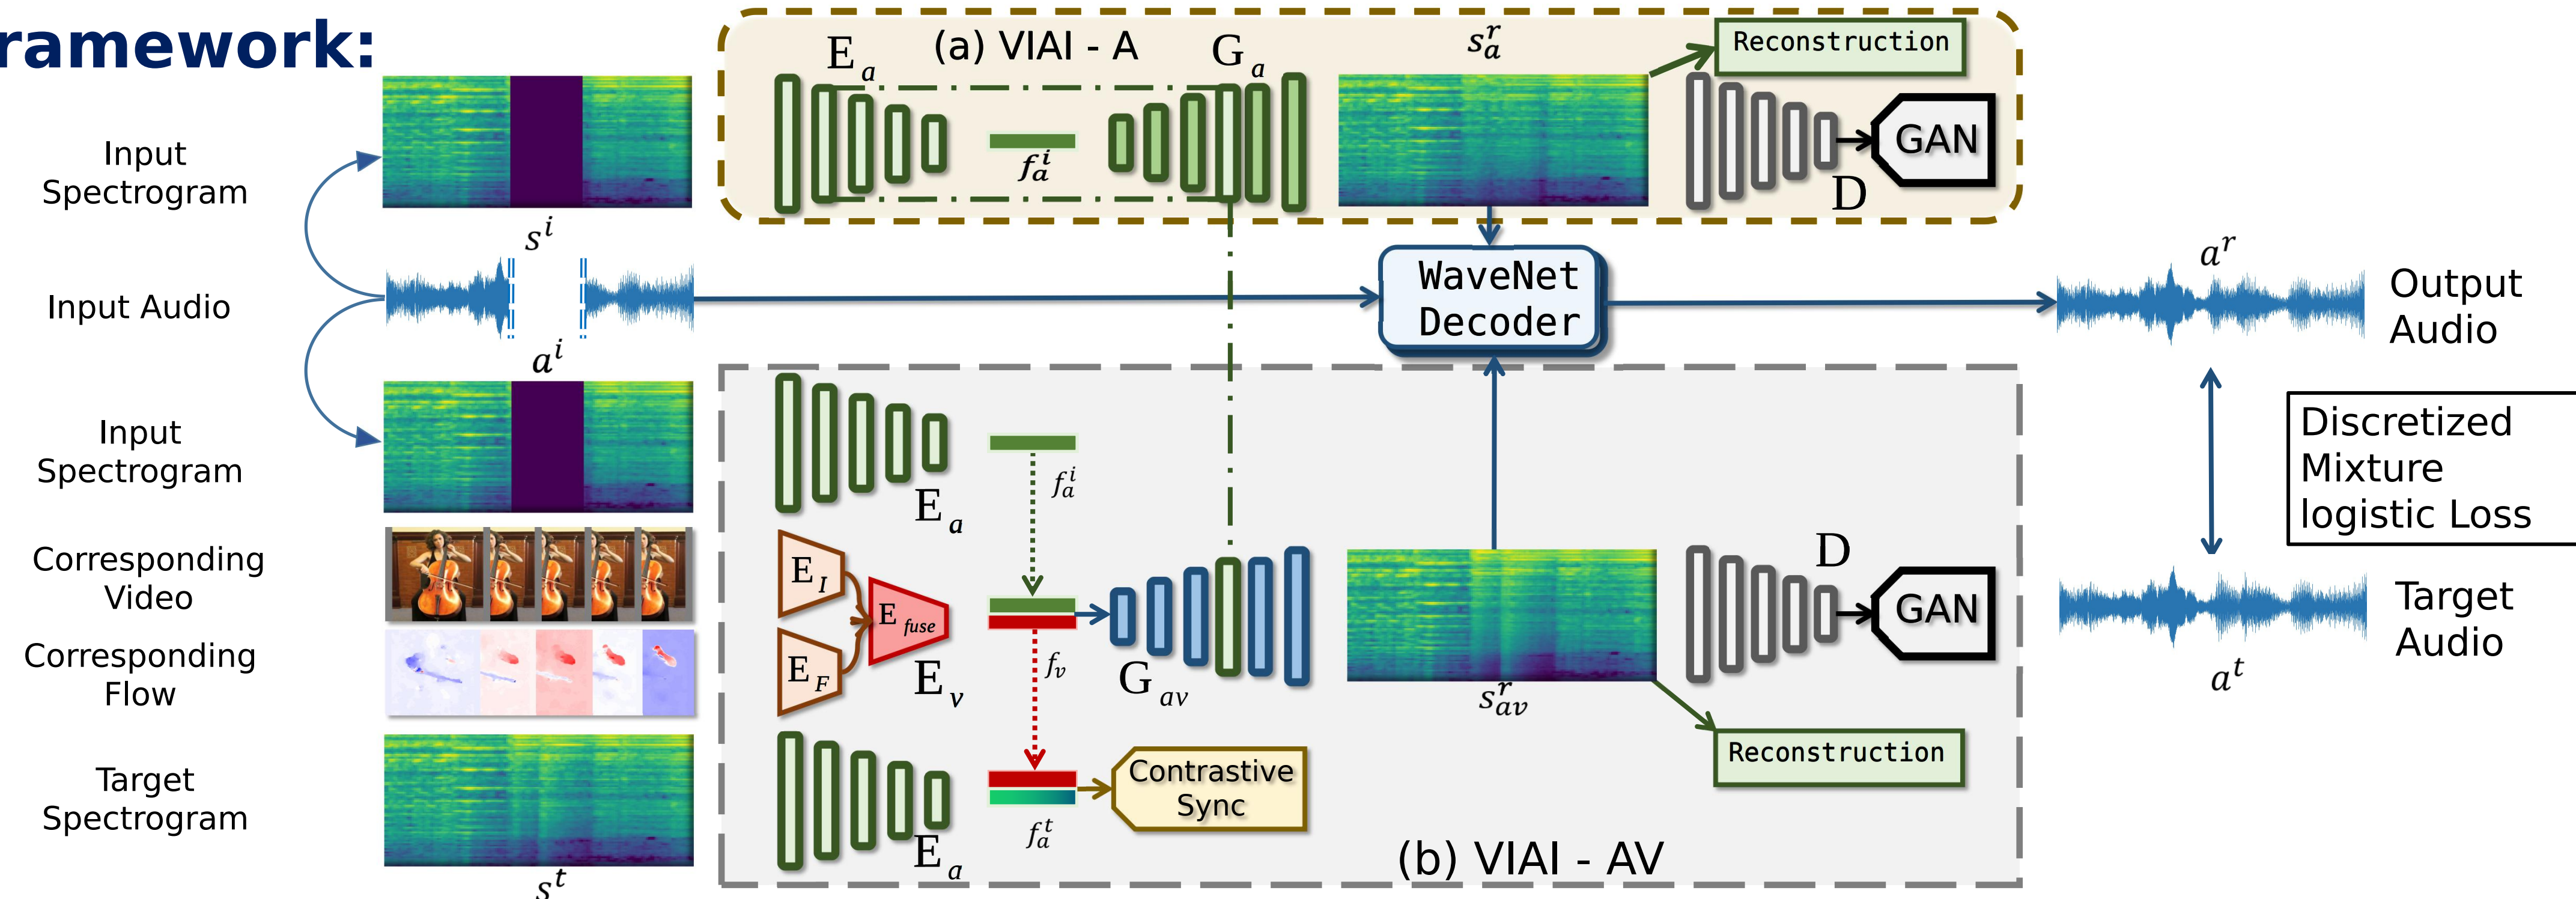 ramework:
Input
Spectrogram
s^i
Input Audio
a^i
Input
Spectrogram
Corresponding
Video
Corresponding
Flow
Target
Spectrogram
s^t
(a) VIAI - A
E_a
G_a
f_a^i
s_a^r
Reconstruction
D
GAN
WaveNet
Decoder
E_a
f_a^i
E_I
E_F
E_fuse
E_v
f_v
G_av
s_av^r
D
GAN
Reconstruction
E_a
f_a^t
Contrastive
Sync
(b) VIAI - AV
a^r
Output
Audio
Discretized
Mixture
logistic Loss
Target
Audio
a^t